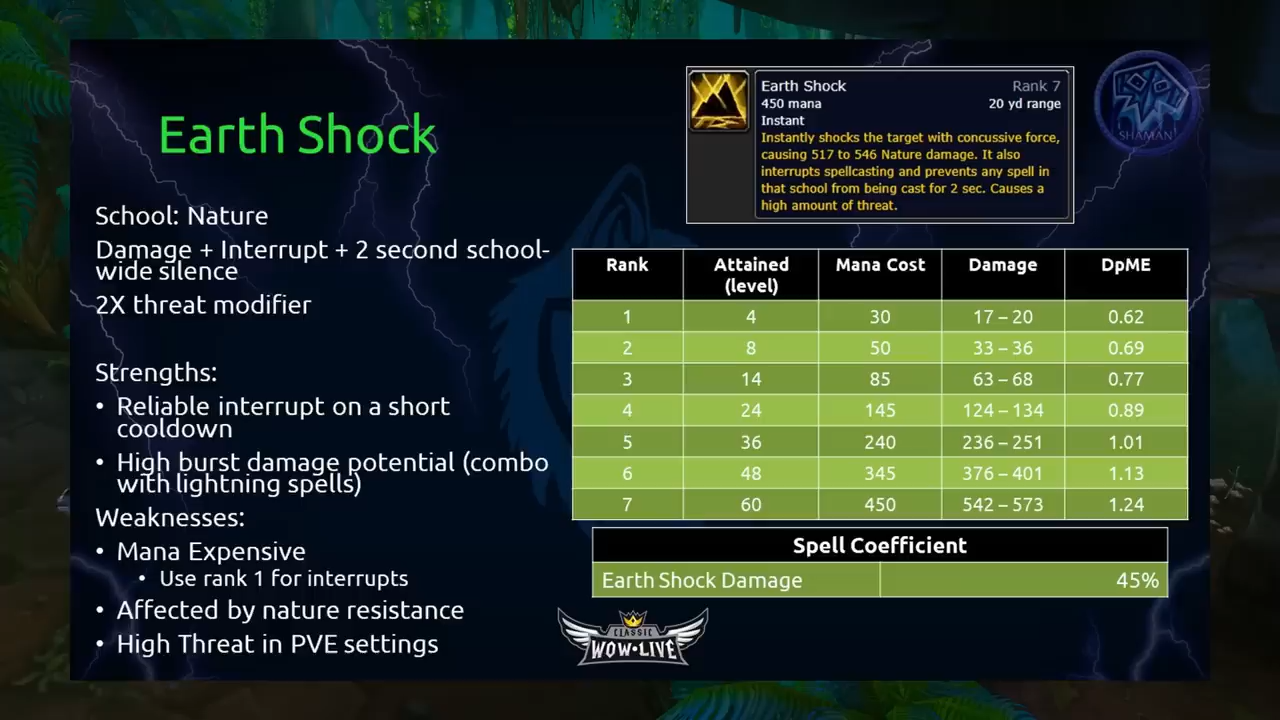 Earth Shock
School: Nature
Damage + Interrupt + 2 second school-
wide silence
2X threat modifier
Strengths:
• Reliable interrupt on a short
cooldown
• High burst damage potential (combo
with lightning spells)
Weaknesses:
• Mana Expensive
• Use rank 1 for interrupts
• Affected by nature resistance
• High Threat in PVE settings
Earth Shock Rank 7
450 mana 20 yd range
Instant
Instantly shocks the target with concussive force,
causing 517 to 546 Nature damage. It also
interrupts spellcasting and prevents any spell in
that school from being cast for 2 sec. Causes a
high amount of threat.
SHAMAN
Rank Attained Mana Cost Damage DpME
(level)
1 4 30 17 – 20 0.62
2 8 50 33 – 36 0.69
3 14 85 63 – 68 0.77
4 24 145 124 – 134 0.89
5 36 240 236 – 251 1.01
6 48 345 376 – 401 1.13
7 60 450 542 – 573 1.24
Spell Coefficient
Earth Shock Damage 45%
CLASSIC
WOW•LIVE